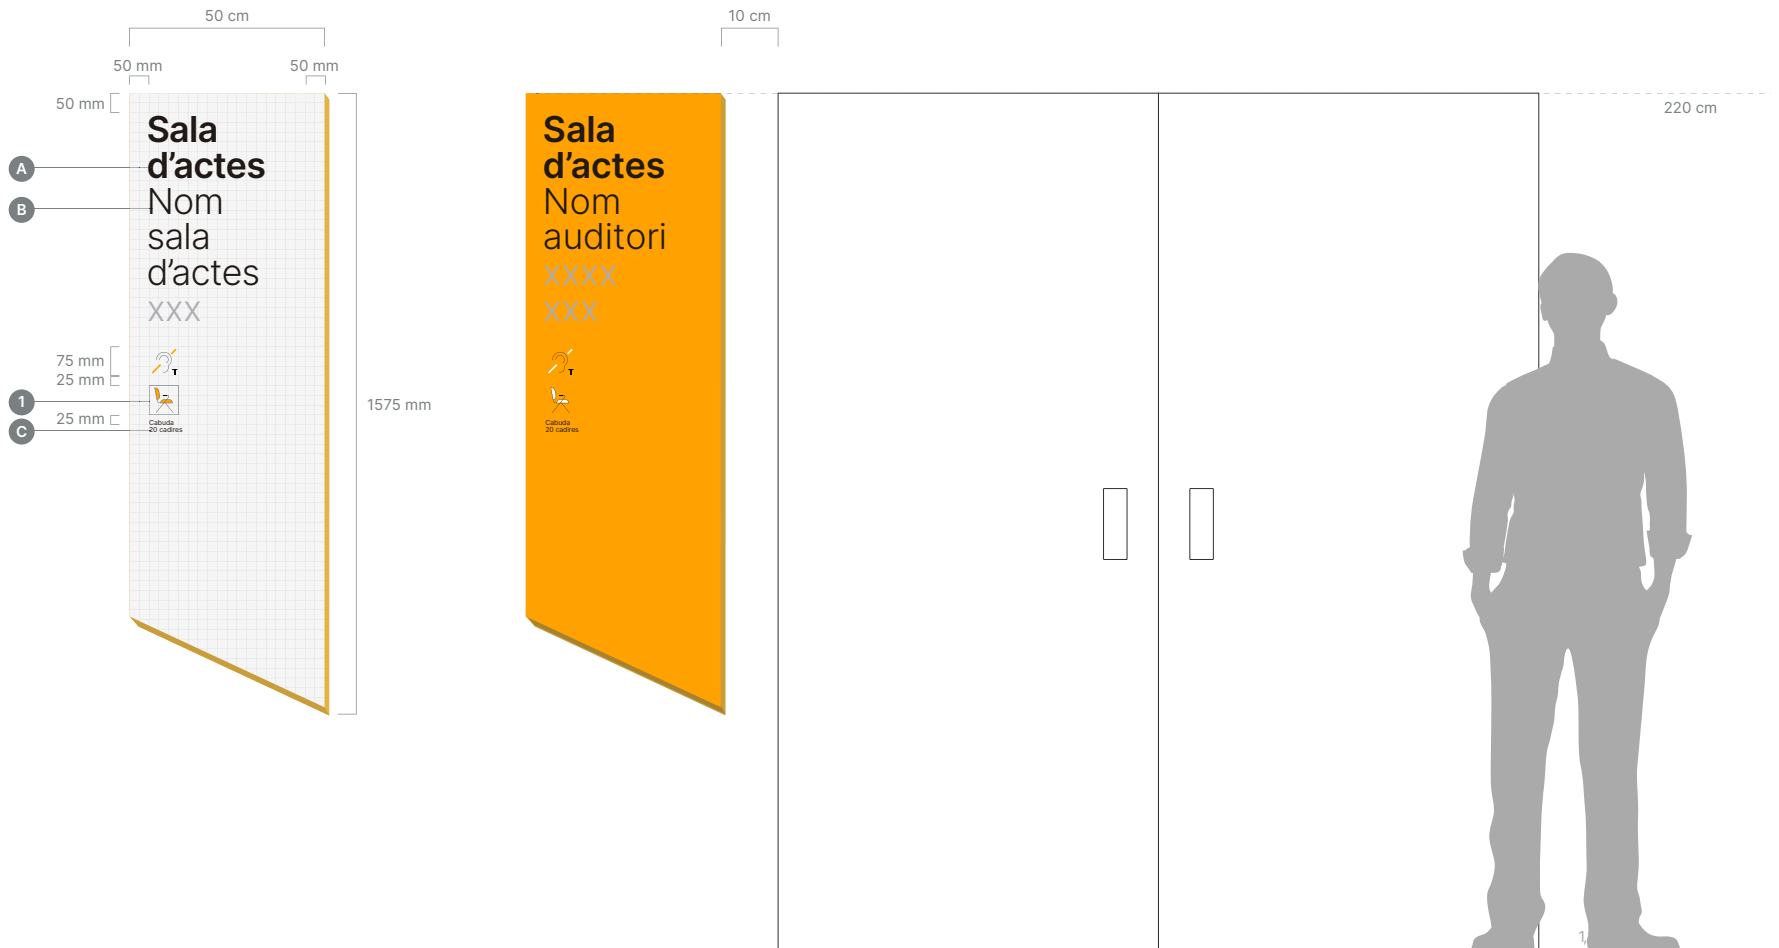 50 cm
10 cm
50 mm
50 mm
50 mm
220 cm
A
B
Sala
d’actes
Nom
sala
d’actes
XXX
75 mm
25 mm
1
25 mm
C
Cabuda
20 cadires
T
1575 mm
Sala
d’actes
Nom
auditori
XXXX
XXX
T
Cabuda
20 cadires